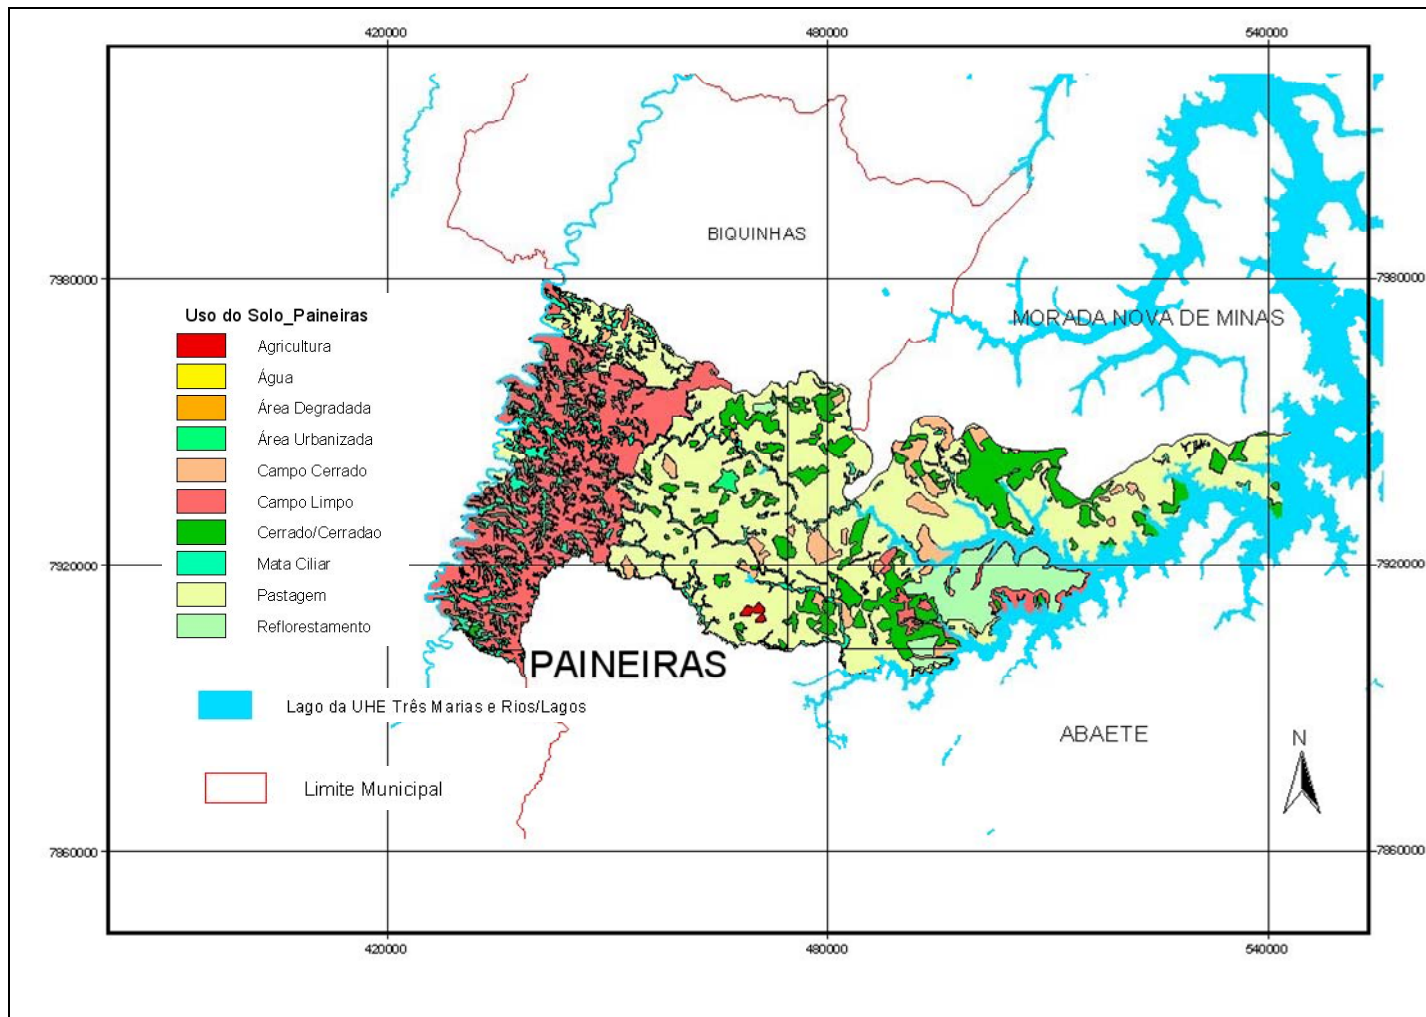 420000
480000
540000
BIQUINHAS
7980000
7980000
MORADA NOVA DE MINAS
Uso do Solo_Paineiras
Agricultura
Água
Área Degradada
Área Urbanizada
Campo Cerrado
Campo Limpo
Cerrado/Cerradao
Mata Ciliar
Pastagem
Reflorestamento
7920000
7920000
PAINEIRAS
Lago da UHE Três Marias e Rios/Lagos
ABAETE
N
Limite Municipal
7860000
7860000
420000
480000
540000